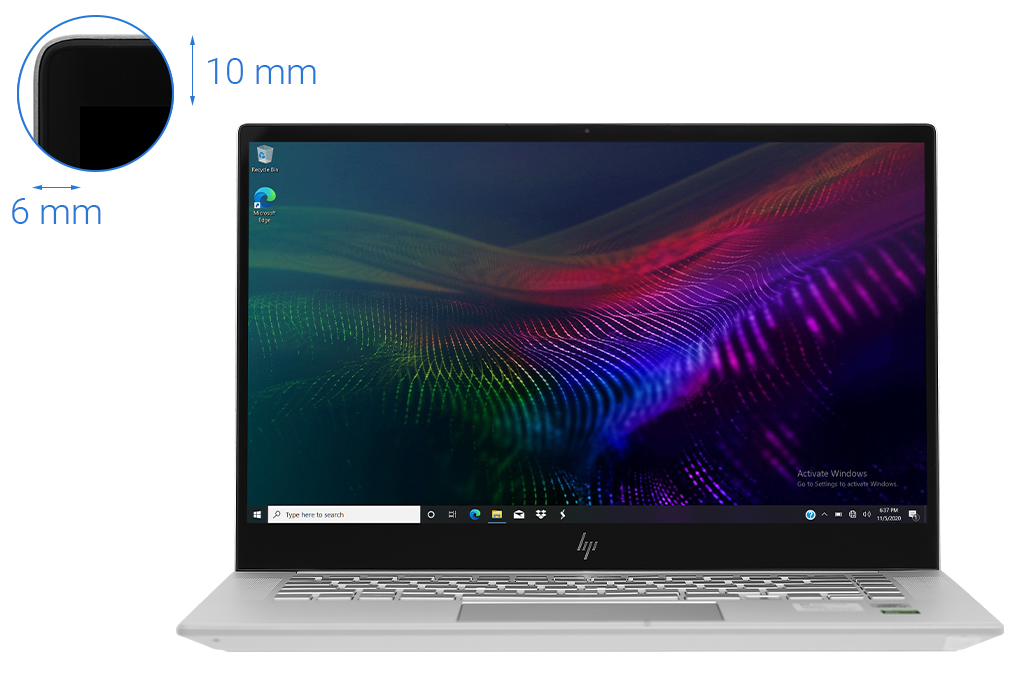 10 mm
6 mm
Recycle Bin
Microsoft
Edge
Activate Windows
Go to Settings to activate Windows.
Type here to search
6:37 PM
11/5/2020
hp